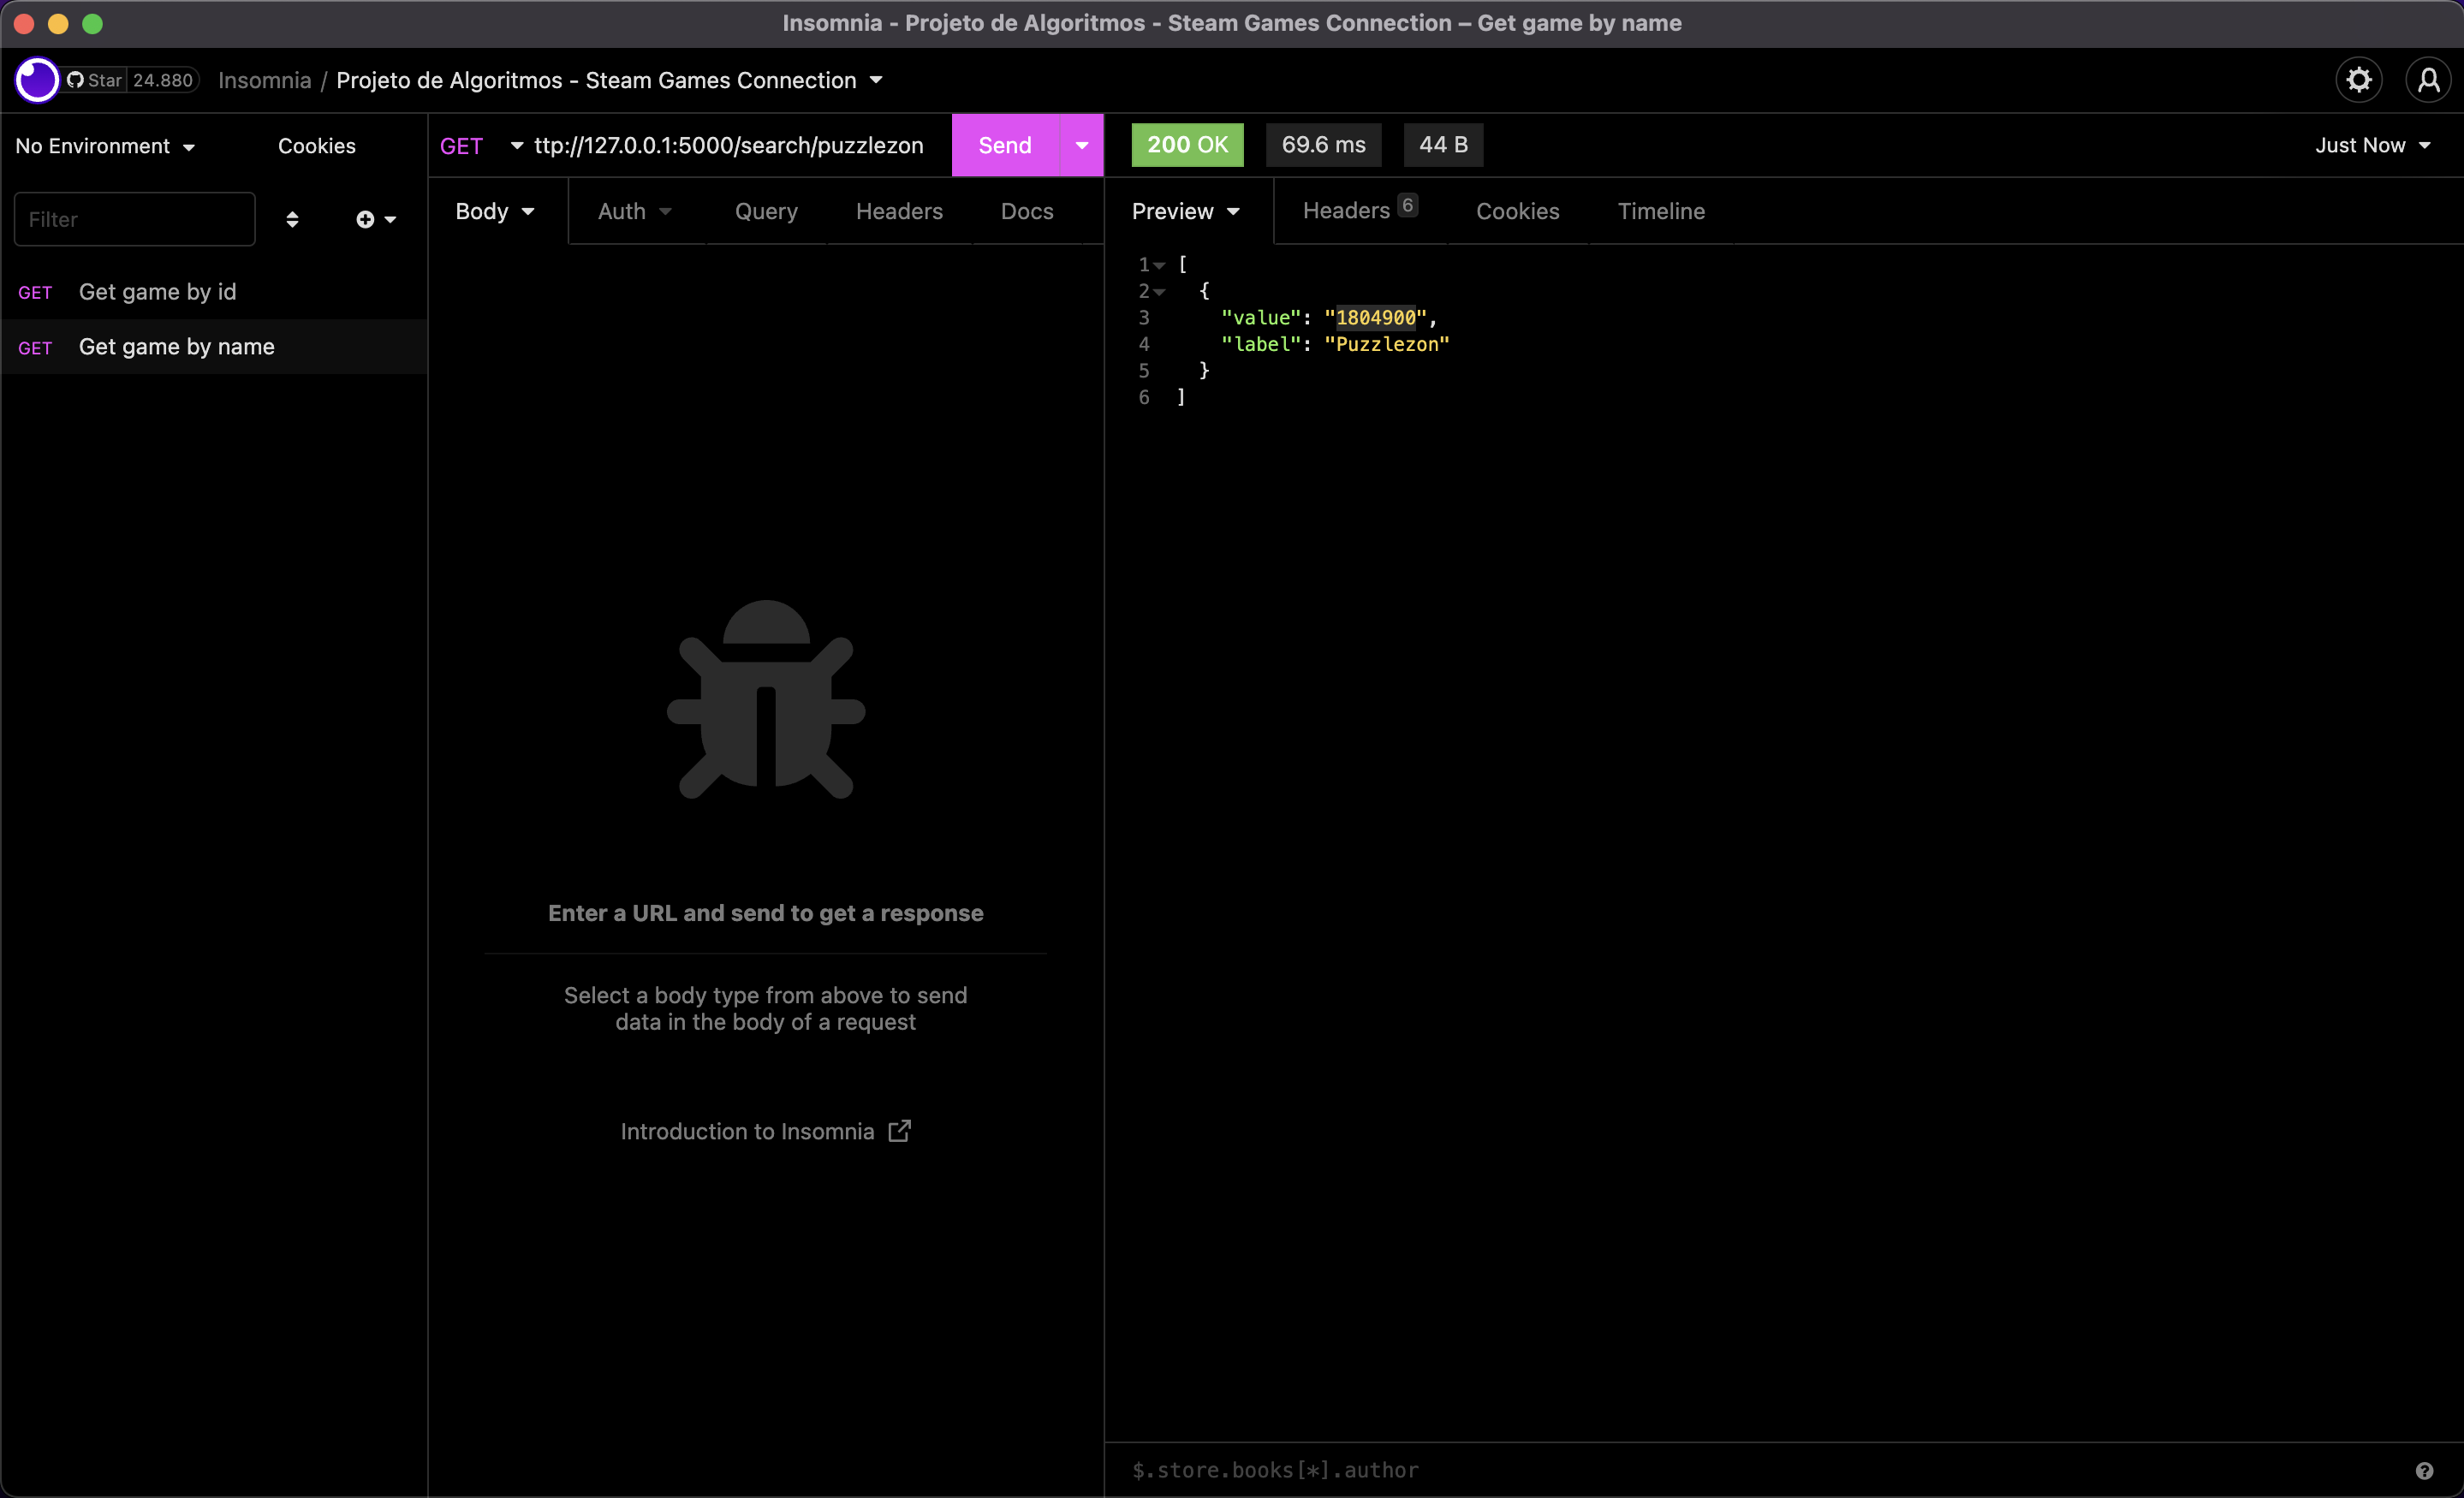 Insomnia - Projeto de Algoritmos - Steam Games Connection – Get game by name
Star 24.880 Insomnia / Projeto de Algoritmos - Steam Games Connection
No Environment Cookies
GET ttp://127.0.0.1:5000/search/puzzlezon Send
200 OK 69.6 ms 44 B Just Now
Filter
Body Auth Query Headers Docs
Preview Headers 6 Cookies Timeline
GET Get game by id
GET Get game by name
1 [
2 {
3 "value": "1804900",
4 "label": "Puzzlezon"
5 }
6 ]
Enter a URL and send to get a response
Select a body type from above to send
data in the body of a request
Introduction to Insomnia
$.store.books[*].author
?